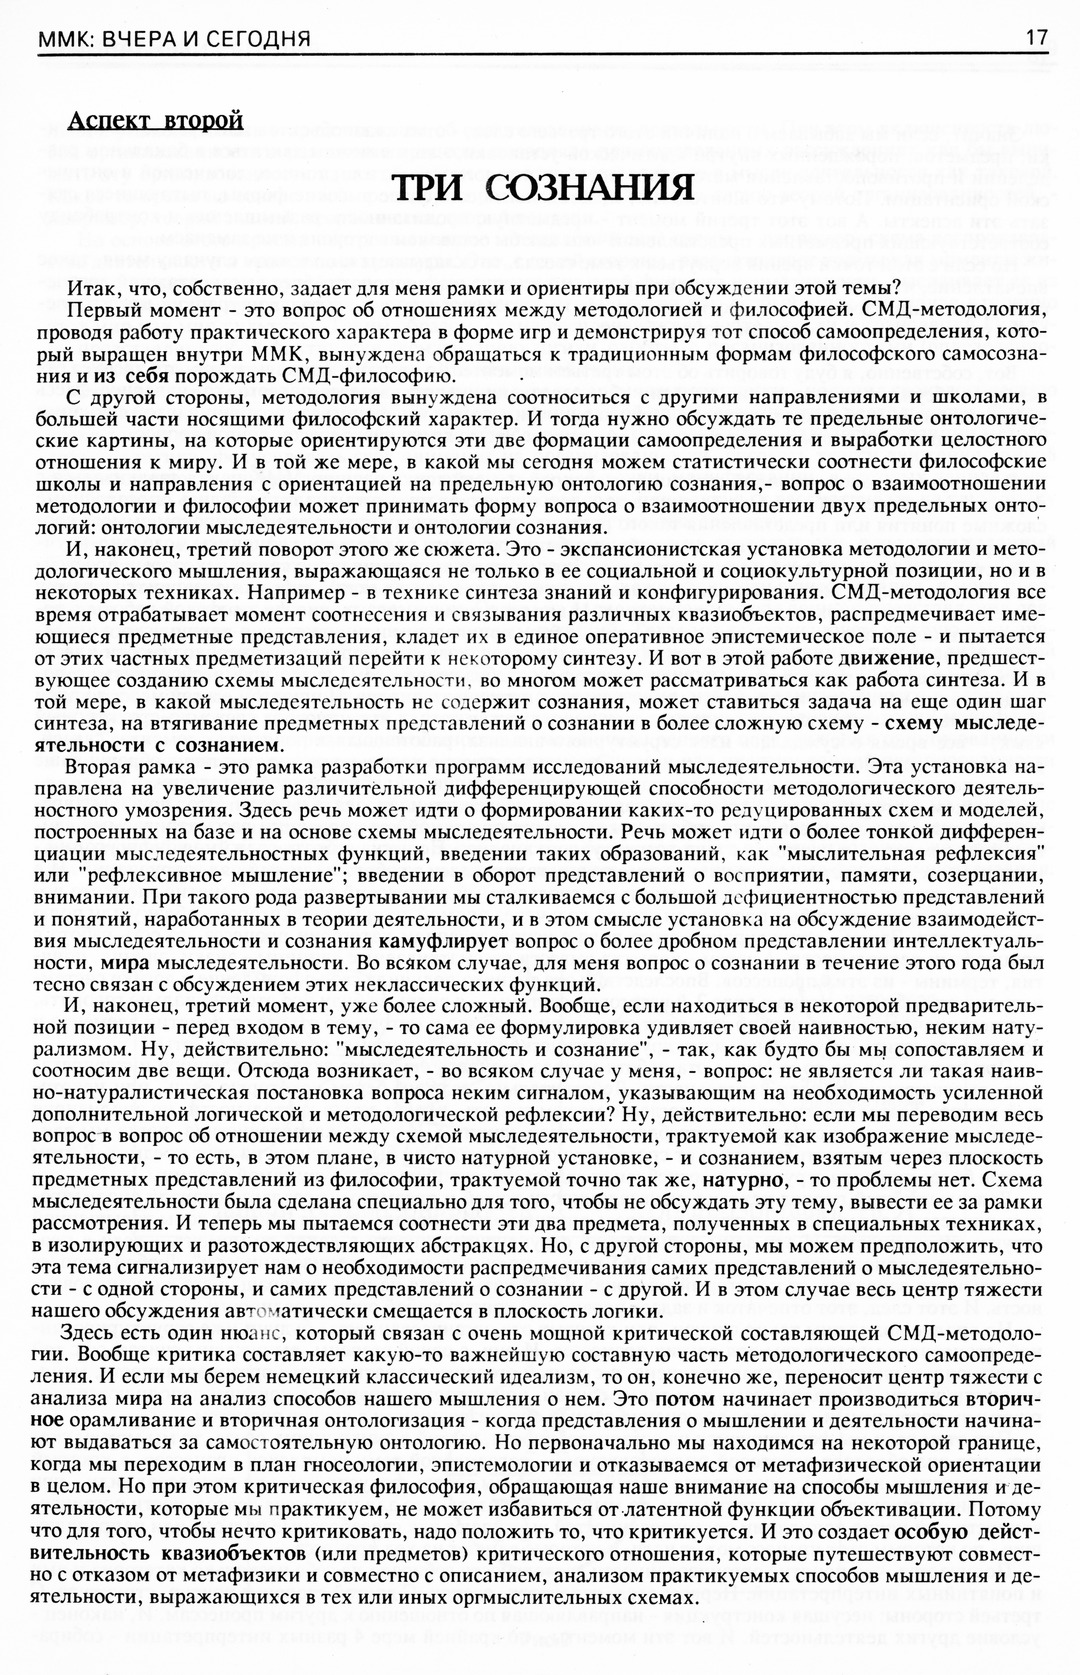 ММК: ВЧЕРА И СЕГОДНЯ 17
Аспект второй
ТРИ СОЗНАНИЯ
Итак, что, собственно, задает для меня рамки и ориентиры при обсуждении этой темы?
Первый момент - это вопрос об отношениях между методологией и философией. СМД-методология,
проводя работу практического характера в форме игр и демонстрируя тот способ самоопределения, кото-
рый выращен внутри ММК, вынуждена обращаться к традиционным формам философского самосозна-
ния и из себя порождать СМД-философию.
С другой стороны, методология вынуждена соотноситься с другими направлениями и школами, в
большей части носящими философский характер. И тогда нужно обсуждать те предельные онтологиче-
ские картины, на которые ориентируются эти две формации самоопределения и выработки целостного
отношения к миру. И в той же мере, в какой мы сегодня можем статистически соотнести философские
школы и направления с ориентацией на предельную онтологию сознания,- вопрос о взаимоотношении
методологии и философии может принимать форму вопроса о взаимоотношении двух предельных онто-
логий: онтологии мыследеятельности и онтологии сознания.
И, наконец, третий поворот этого же сюжета. Это - экспансионистская установка методологии и мето-
дологического мышления, выражающаяся не только в ее социальной и социокультурной позиции, но и в
некоторых техниках. Например - в технике синтеза знаний и конфигурирования. СМД-методология все
время отрабатывает момент соотнесения и связывания различных квазиобъектов, распредмечивает име-
ющиеся предметные представления, кладет их в единое оперативное эпистемическое поле - и пытается
от этих частных предметизаций перейти к некоторому синтезу. И вот в этой работе движение, предшест-
вующее созданию схемы мыследеятельности, во многом может рассматриваться как работа синтеза. И в
той мере, в какой мыследеятельность не содержит сознания, может ставиться задача на еще один шаг
синтеза, на втягивание предметных представлений о сознании в более сложную схему - схему мыследе-
ятельности с сознанием.
Вторая рамка - это рамка разработки программ исследований мыследеятельности. Эта установка на-
правлена на увеличение различительной дифференцирующей способности методологического деятель-
ностного умозрения. Здесь речь может идти о формировании каких-то редуцированных схем и моделей,
построенных на базе и на основе схемы мыследеятельности. Речь может идти о более тонкой дифферен-
циации мыследеятельностных функций, введении таких образований, как "мыслительная рефлексия"
или "рефлексивное мышление"; введении в оборот представлений о восприятии, памяти, созерцании,
внимании. При такого рода развертывании мы сталкиваемся с большой дефициентностью представлений
и понятий, наработанных в теории деятельности, и в этом смысле установка на обсуждение взаимодейст-
вия мыследеятельности и сознания камуфлирует вопрос о более дробном представлении интеллектуаль-
ности, мира мыследеятельности. Во всяком случае, для меня вопрос о сознании в течение этого года был
тесно связан с обсуждением этих неклассических функций.
И, наконец, третий момент, уже более сложный. Вообще, если находиться в некоторой предваритель-
ной позиции - перед входом в тему, - то сама ее формулировка удивляет своей наивностью, неким нату-
рализмом. Ну, действительно: "мыследеятельность и сознание", - так, как будто бы мы сопоставляем и
соотносим две вещи. Отсюда возникает, - во всяком случае у меня, - вопрос: не является ли такая наив-
но-натуралистическая постановка вопроса неким сигналом, указывающим на необходимость усиленной
дополнительной логической и методологической рефлексии? Ну, действительно: если мы переводим весь
вопрос в вопрос об отношении между схемой мыследеятельности, трактуемой как изображение мыследе-
ятельности, - то есть, в этом плане, в чисто натурной установке, - и сознанием, взятым через плоскость
предметных представлений из философии, трактуемой точно так же, натурно, - то проблемы нет. Схема
мыследеятельности была сделана специально для того, чтобы не обсуждать эту тему, вывести ее за рамки
рассмотрения. И теперь мы пытаемся соотнести эти два предмета, полученных в специальных техниках,
в изолирующих и разотождествляющих абстракцях. Но, с другой стороны, мы можем предположить, что
эта тема сигнализирует нам о необходимости распредмечивания самих представлений о мыследеятельно-
сти - с одной стороны, и самих представлений о сознании - с другой. И в этом случае весь центр тяжести
нашего обсуждения автоматически смещается в плоскость логики.
Здесь есть один нюанс, который связан с очень мощной критической составляющей СМД-методоло-
гии. Вообще критика составляет какую-то важнейшую составную часть методологического самоопреде-
ления. И если мы берем немецкий классический идеализм, то он, конечно же, переносит центр тяжести с
анализа мира на анализ способов нашего мышления о нем. Это потом начинает производиться вторич-
ное орамливание и вторичная онтологизация - когда представления о мышлении и деятельности начина-
ют выдаваться за самостоятельную онтологию. Но первоначально мы находимся на некоторой границе,
когда мы переходим в план гносеологии, эпистемологии и отказываемся от метафизической ориентации
в целом. Но при этом критическая философия, обращающая наше внимание на способы мышления и де-
ятельности, которые мы практикуем, не может избавиться от латентной функции объективации. Потому
что для того, чтобы нечто критиковать, надо положить то, что критикуется. И это создает особую дейст-
вительность квазиобъектов (или предметов) критического отношения, которые путешествуют совмест-
но с отказом от метафизики и совместно с описанием, анализом практикуемых способов мышления и де-
ятельности, выражающихся в тех или иных оргмыслительных схемах.